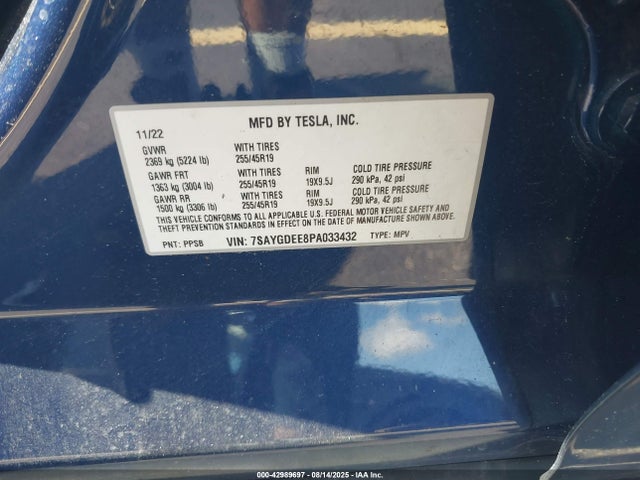 MFD BY TESLA, INC.
11/22
GVWR WITH TIRES
2369 kg (5224 lb) 255/45R19
GAWR FRT WITH TIRES RIM COLD TIRE PRESSURE
1363 kg (3004 lb) 255/45R19 19X9.5J 290 kPa, 42 psi
GAWR RR WITH TIRES RIM COLD TIRE PRESSURE
1500 kg (3306 lb) 255/45R19 19X9.5J 290 kPa, 42 psi
THIS VEHICLE CONFORMS TO ALL APPLICABLE U.S. FEDERAL MOTOR VEHICLE SAFETY AND
THEFT PREVENTION STANDARDS IN EFFECT ON THE DATE OF MANUFACTURE SHOWN ABOVE.
PNT: PPSB VIN: 7SAYGDEE8PA033432 TYPE: MPV
000-42989697 - 08/14/2025 - IAA Inc.